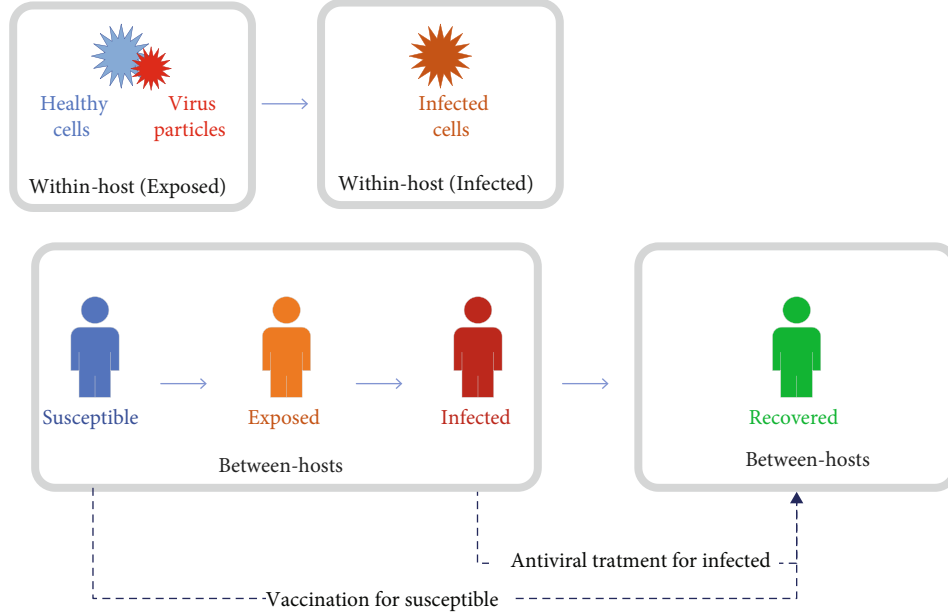 Healthy
cells
Virus
particles
Within-host (Exposed)
Infected
cells
Within-host (Infected)
Susceptible
Exposed
Infected
Between-hosts
Recovered
Between-hosts
Antiviral tratment for infected
Vaccination for susceptible